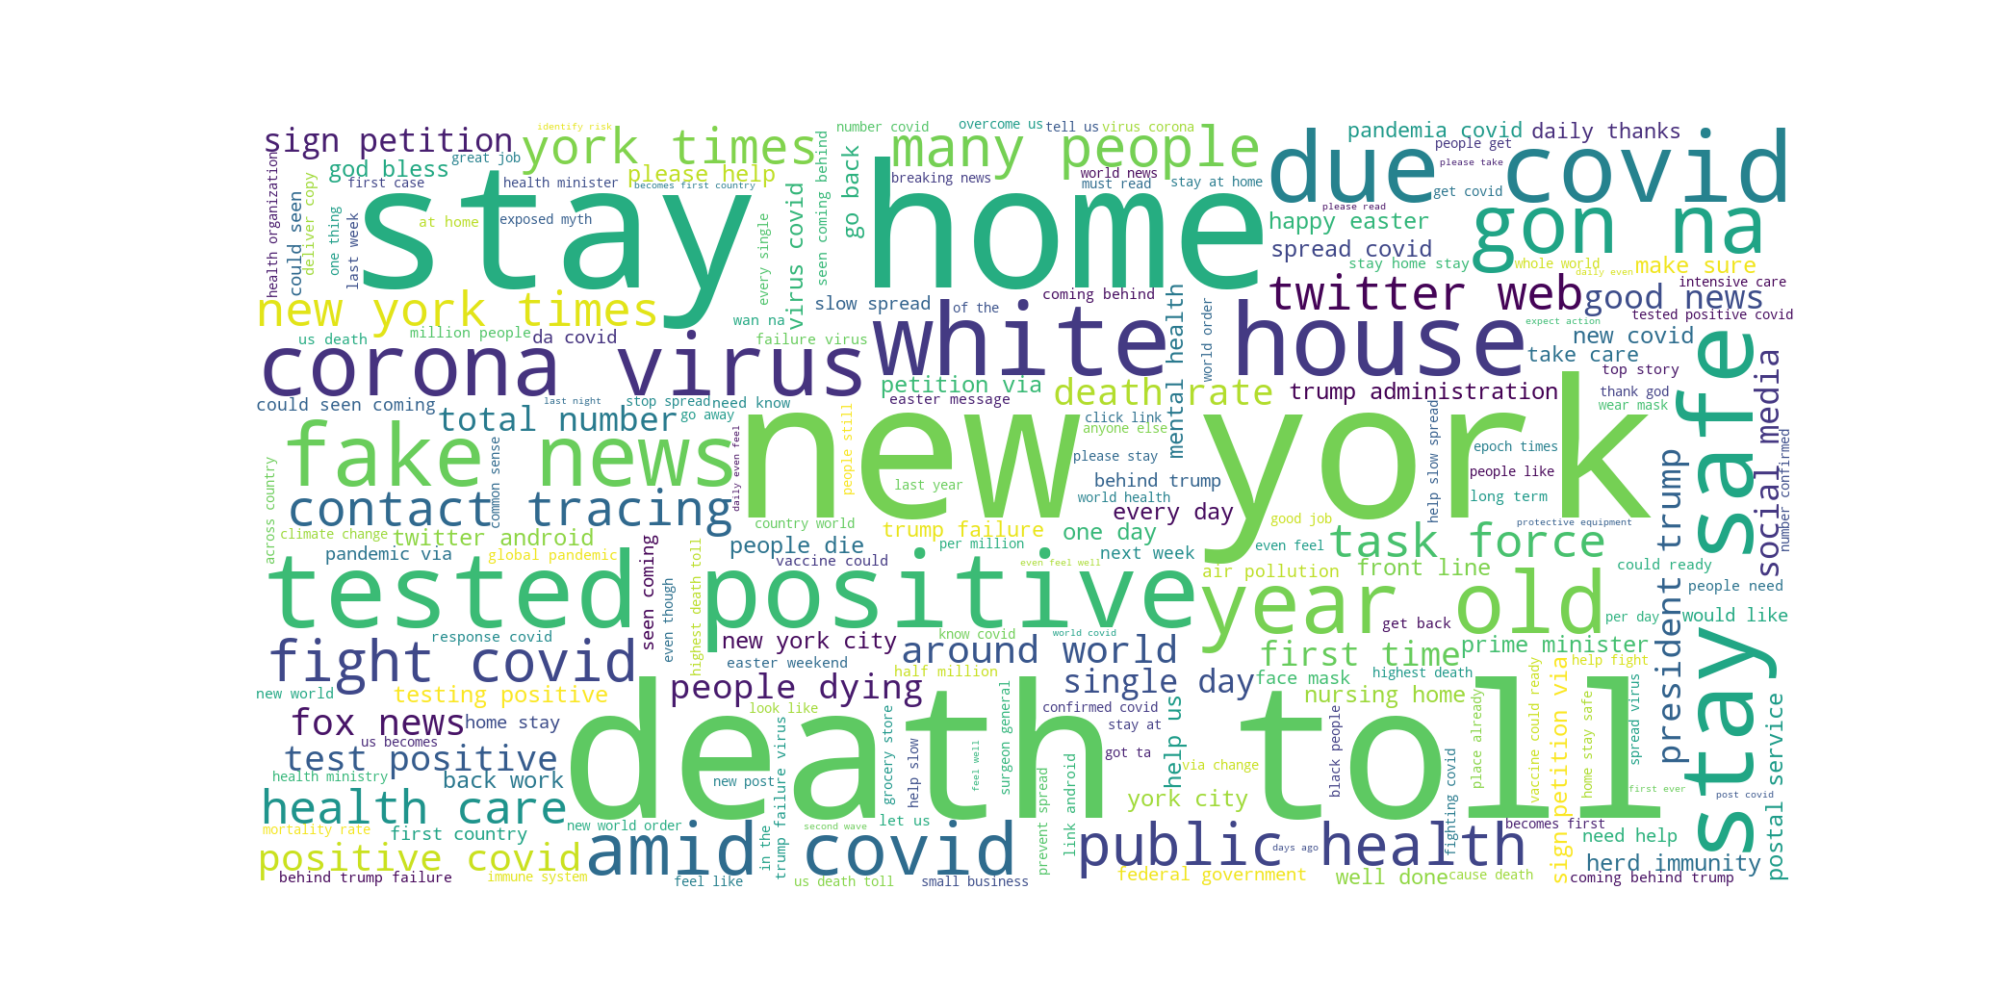 sign petition
identify risk
york times
number covid
overcome us
tell us
virus corona
many people
pandemia covid
daily thanks
people get
due covid
god bless
great job
please help
becomes first country
health minister
first case
breaking news
world news
must read
stay at home
please take
get covid
please read
health organization
could seen
deliver copy
one thing
last week
at home
exposed myth
stay home
every single
virus covid
seen coming behind
go back
happy easter
gon na
spread covid
stay home stay
whole world
daily even
make sure
new york times
slow spread
of the
coming behind
mental health
world order
twitter web
good news
intensive care
tested positive covid
expect action
us death
million people
da covid
wan na
failure virus
white house
new covid
take care
corona virus
petition via
death rate
trump administration
top story
thank god
wear mask
stay safe
social media
could seen coming
last night
stop spread
need know
go away
easter message
click link
anyone else
total number
fake news
new york
common sense
daily even feel
people still
please stay
behind trump
last year
world health
help slow spread
epoch times
people like
long term
president trump
number confirmed
contact tracing
across country
climate change
twitter android
country world
trump failure
every day
one day
good job
protective equipment
task force
pandemic via
global pandemic
people die
per million
next week
even feel
vaccine could
even feel well
air pollution
front line
could ready
people need
tested positive
year old
per day
would like
seen coming
even though
highest death toll
response covid
new york city
know covid
world covid
get back
fight covid
around world
first time
prime minister
easter weekend
half million
highest death
help fight
new world
testing positive
people dying
single day
face mask
nursing home
look like
confirmed covid
fox news
home stay
us becomes
stay at
got ta
help us
death toll
test positive
health ministry
back work
new post
trump failure virus
grocery store
help slow
feel well
surgeon general
via change
black people
place already
vaccine could ready
sign petition via
home stay safe
spread virus
first ever
post covid
postal service
health care
york city
link android
prevent spread
fighting covid
mortality rate
first country
new world order
in the
second wave
let us
becomes first
need help
positive covid
amid covid
public health
days ago
herd immunity
behind trump failure
immune system
feel like
us death toll
small business
federal government
well done
cause death
coming behind trump